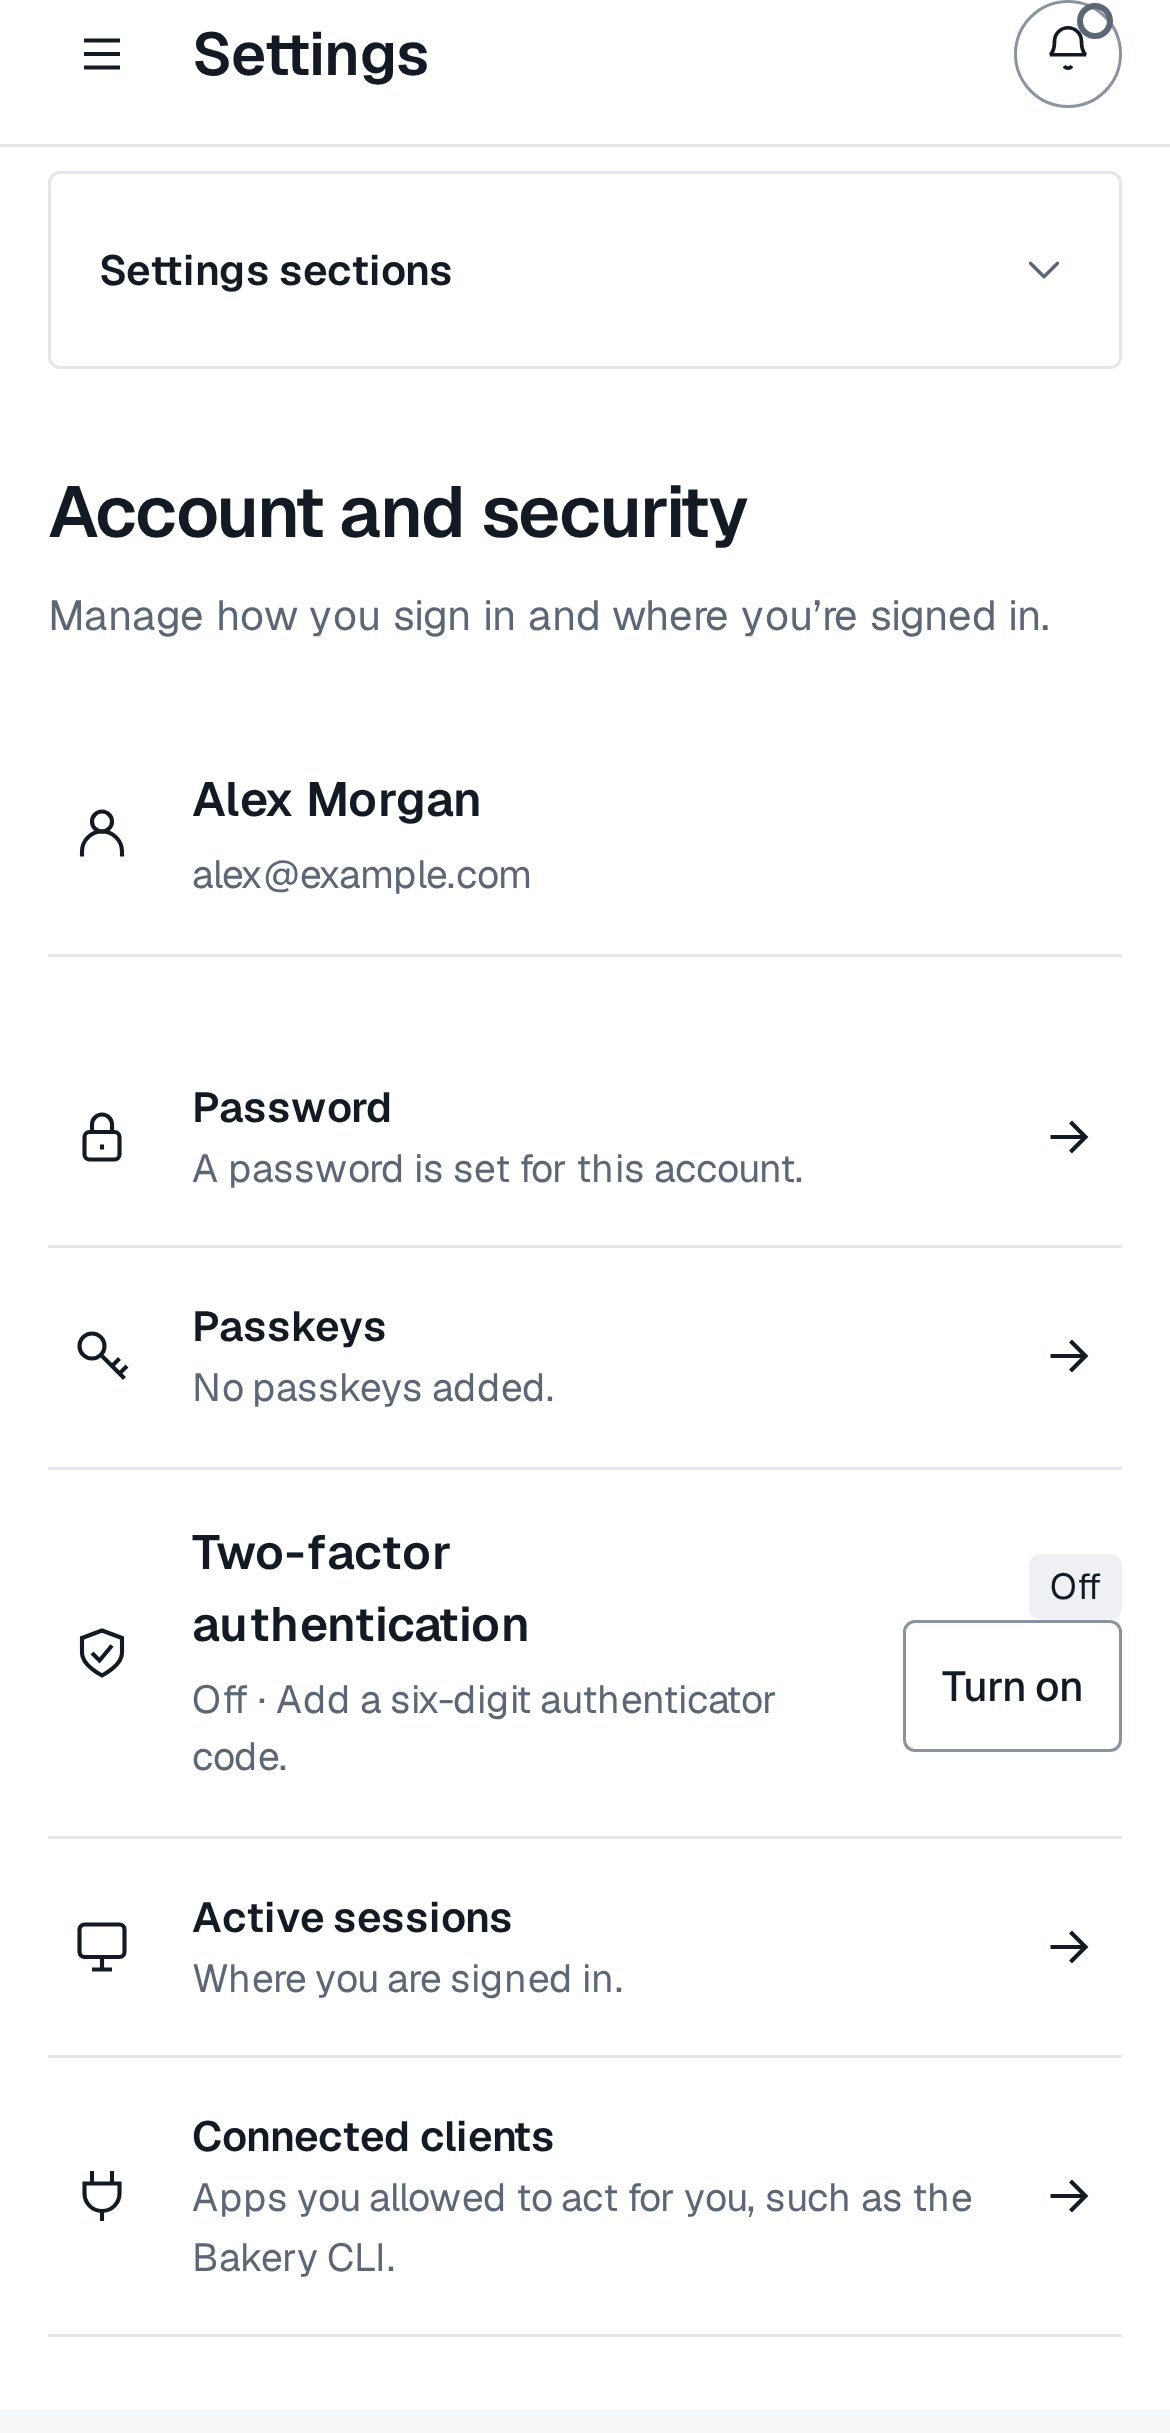 Settings
Settings sections
Account and security
Manage how you sign in and where you’re signed in.
Alex Morgan
alex@example.com
Password
A password is set for this account.
Passkeys
No passkeys added.
Two-factor
authentication
Off · Add a six-digit authenticator
code.
Off
Turn on
Active sessions
Where you are signed in.
Connected clients
Apps you allowed to act for you, such as the
Bakery CLI.